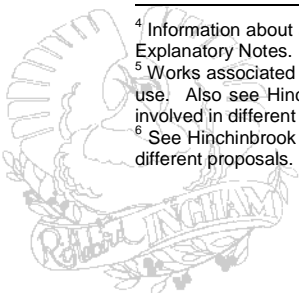 4 Information about
Explanatory Notes.
5 Works associated
use. Also see Hinc
involved in different
6 See Hinchinbrook
different proposals.
INGHAM